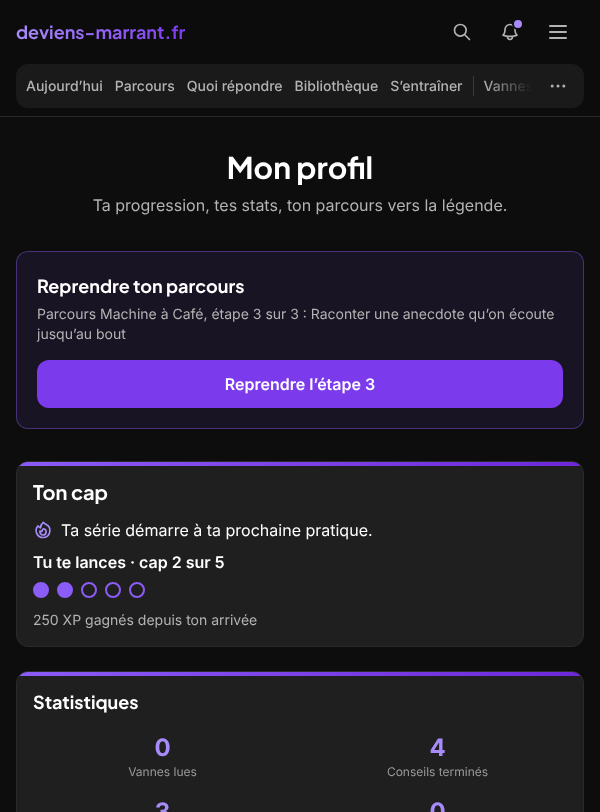 deviens-marrant.fr
Aujourd’hui Parcours Quoi répondre Bibliothèque S’entraîner Vannes
Mon profil
Ta progression, tes stats, ton parcours vers la légende.
Reprendre ton parcours
Parcours Machine à Café, étape 3 sur 3 : Raconter une anecdote qu’on écoute
jusqu’au bout
Reprendre l’étape 3
Ton cap
Ta série démarre à ta prochaine pratique.
Tu te lances · cap 2 sur 5
250 XP gagnés depuis ton arrivée
Statistiques
0 4
Vannes lues Conseils terminés
3 0